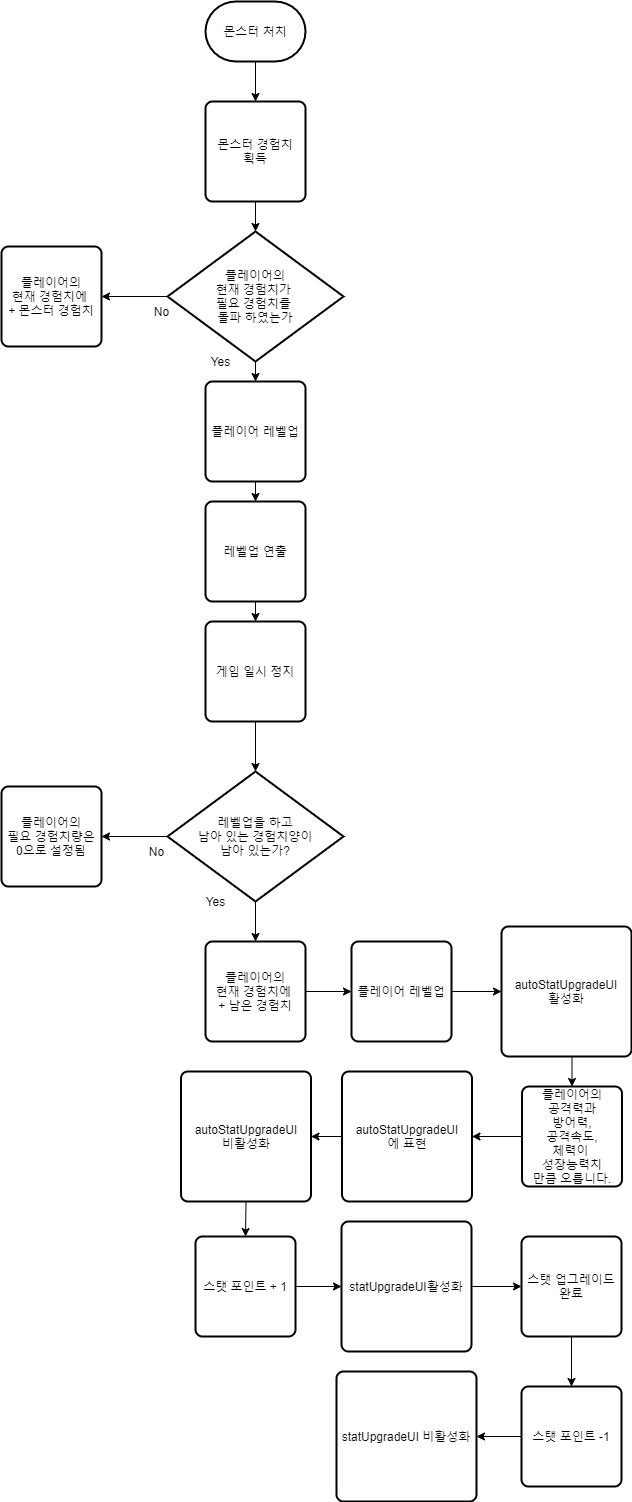 몬스터 처치
몬스터 경험치
획득
플레이어의
현재 경험치가
필요 경험치를
돌파 하였는가
플레이어의
현재 경험치에
+ 몬스터 경험치
No
Yes
플레이어 레벨업
레벨업 연출
게임 일시 정지
레벨업을 하고
남아 있는 경험치양이
남아 있는가?
플레이어의
필요 경험치량은
0으로 설정됨
No
Yes
플레이어의
현재 경험치에
+ 남은 경험치
플레이어 레벨업
autoStatUpgradeUI
활성화
플레이어의
공격력과
방어력,
공격속도,
체력이
성장능력치
만큼 오릅니다.
autoStatUpgradeUI
에 표현
autoStatUpgradeUI
비활성화
스탯 포인트 + 1
statUpgradeUI활성화
스탯 업그레이드
완료
스탯 포인트 -1
statUpgradeUI 비활성화